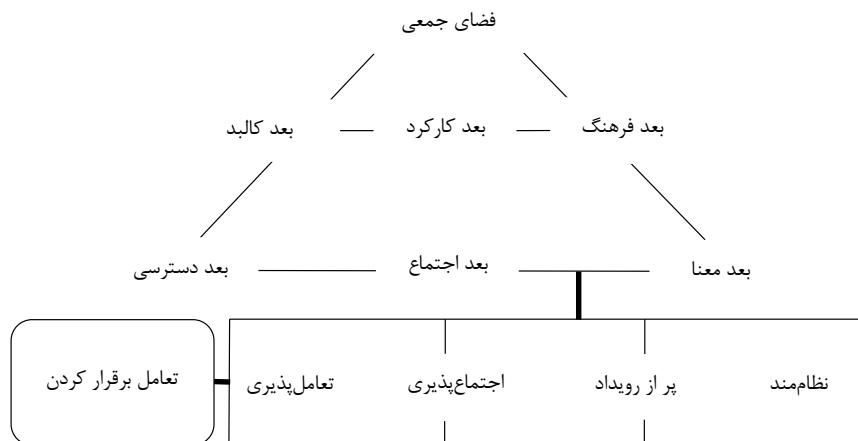 فضای جمعی
بعد فرهنگ بعد کارکرد بعد کالبد
بعد معنا بعد اجتماع بعد دسترسی
نظام‌مند پر از رویداد اجتماع‌پذیری تعامل‌پذیری تعامل برقرار کردن